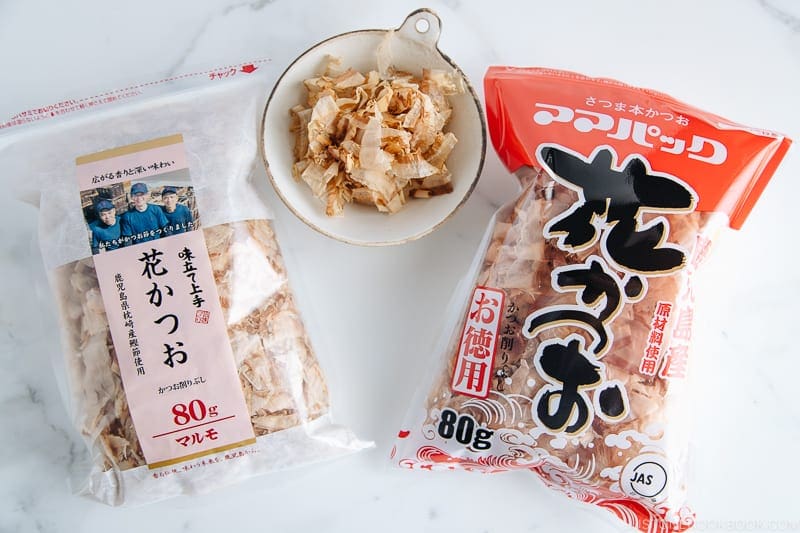 チャック
広がる香りと深い味わい
私たちがかつお節をつくりました
味立て上手
花かつお
鹿児島県枕崎産鰹節使用
かつお削りぶし
80g
マルモ
さつま本かつお
ママパック
花かつお
島産
原材料使用
かつお削りぶし
お徳用
80g
JAS